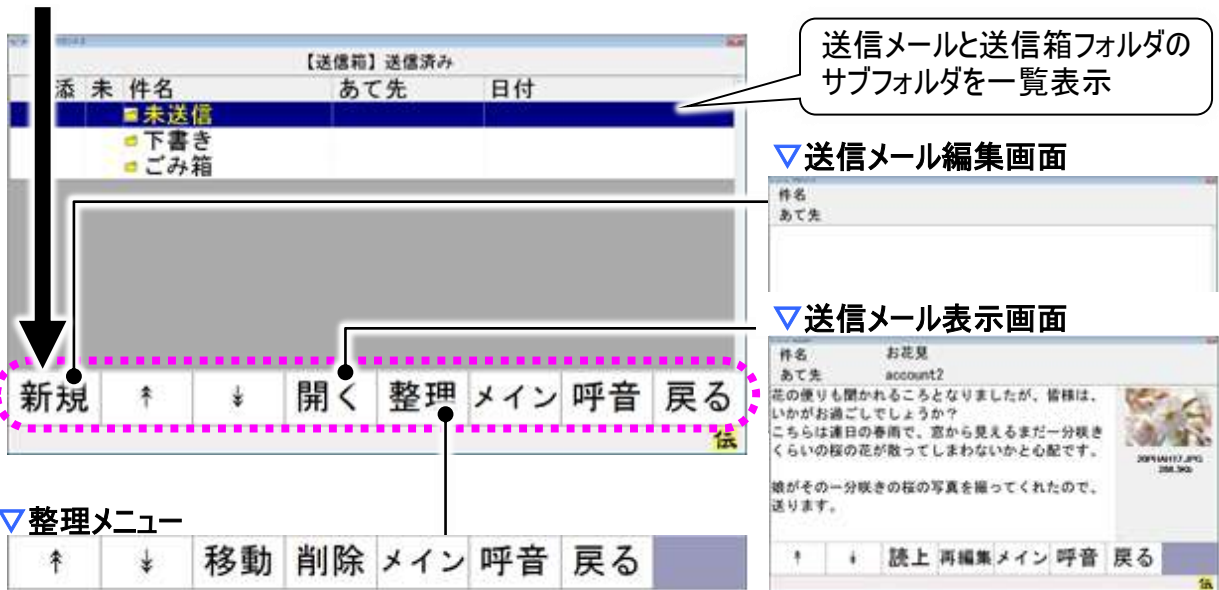 【送信箱】送信済み
添 未 件名 あて先 日付
未送信
下書き
ごみ箱
新規 ↟ ↡ 開く 整理 メイン 呼音 戻る
伝
▽整理メニュー
↟ ↡ 移動 削除 メイン 呼音 戻る
送信メールと送信箱フォルダの
サブフォルダを一覧表示
▽送信メール編集画面
件名
あて先
▽送信メール表示画面
件名 お花見
あて先 account2
花の便りも聞かれるころとなりましたが、皆様は、
いかがお過ごしでしょうか?
こちらは連日の春雨で、窓から見えるまだ一分咲き
くらいの桜の花が散ってしまわないかと心配です。
娘がその一分咲きの桜の写真を撮ってくれたので、
送ります。
↟ ↡ 読上 再編集 メイン 呼音 戻る
伝